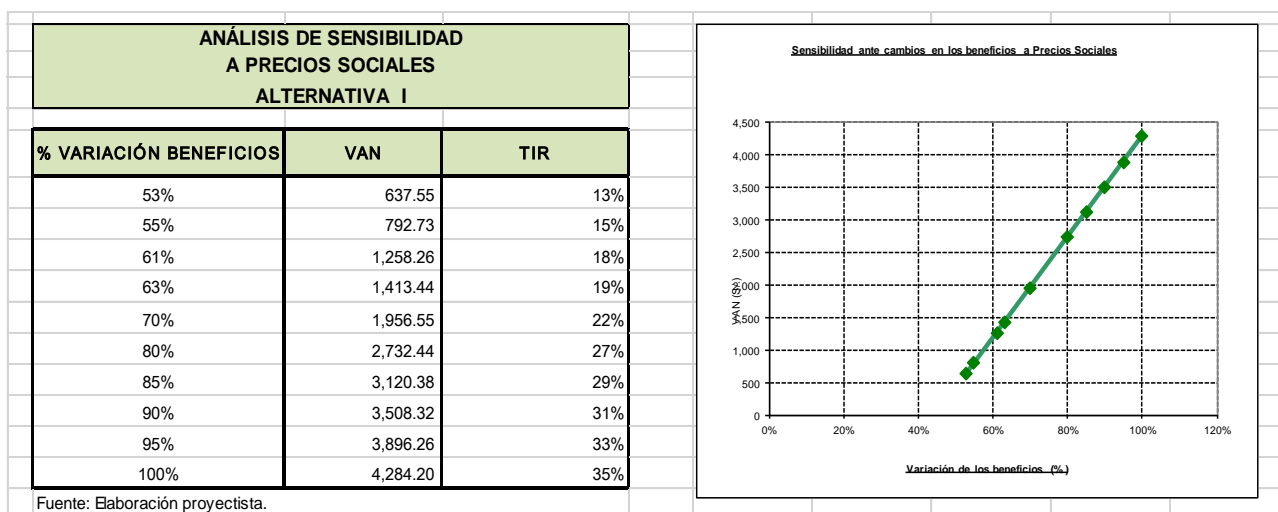 ANÁLISIS DE SENSIBILIDAD
A PRECIOS SOCIALES
ALTERNATIVA I
% VARIACIÓN BENEFICIOS VAN TIR
53% 637.55 13%
55% 792.73 15%
61% 1,258.26 18%
63% 1,413.44 19%
70% 1,956.55 22%
80% 2,732.44 27%
85% 3,120.38 29%
90% 3,508.32 31%
95% 3,896.26 33%
100% 4,284.20 35%
Fuente: Elaboración proyectista.
Sensibilidad ante cambios en los beneficios a Precios Sociales
4,500
4,000
3,500
3,000
2,500
2,000
1,500
1,000
500
0
VAN (S/.)
0% 20% 40% 60% 80% 100% 120%
Variación de los beneficios (%)